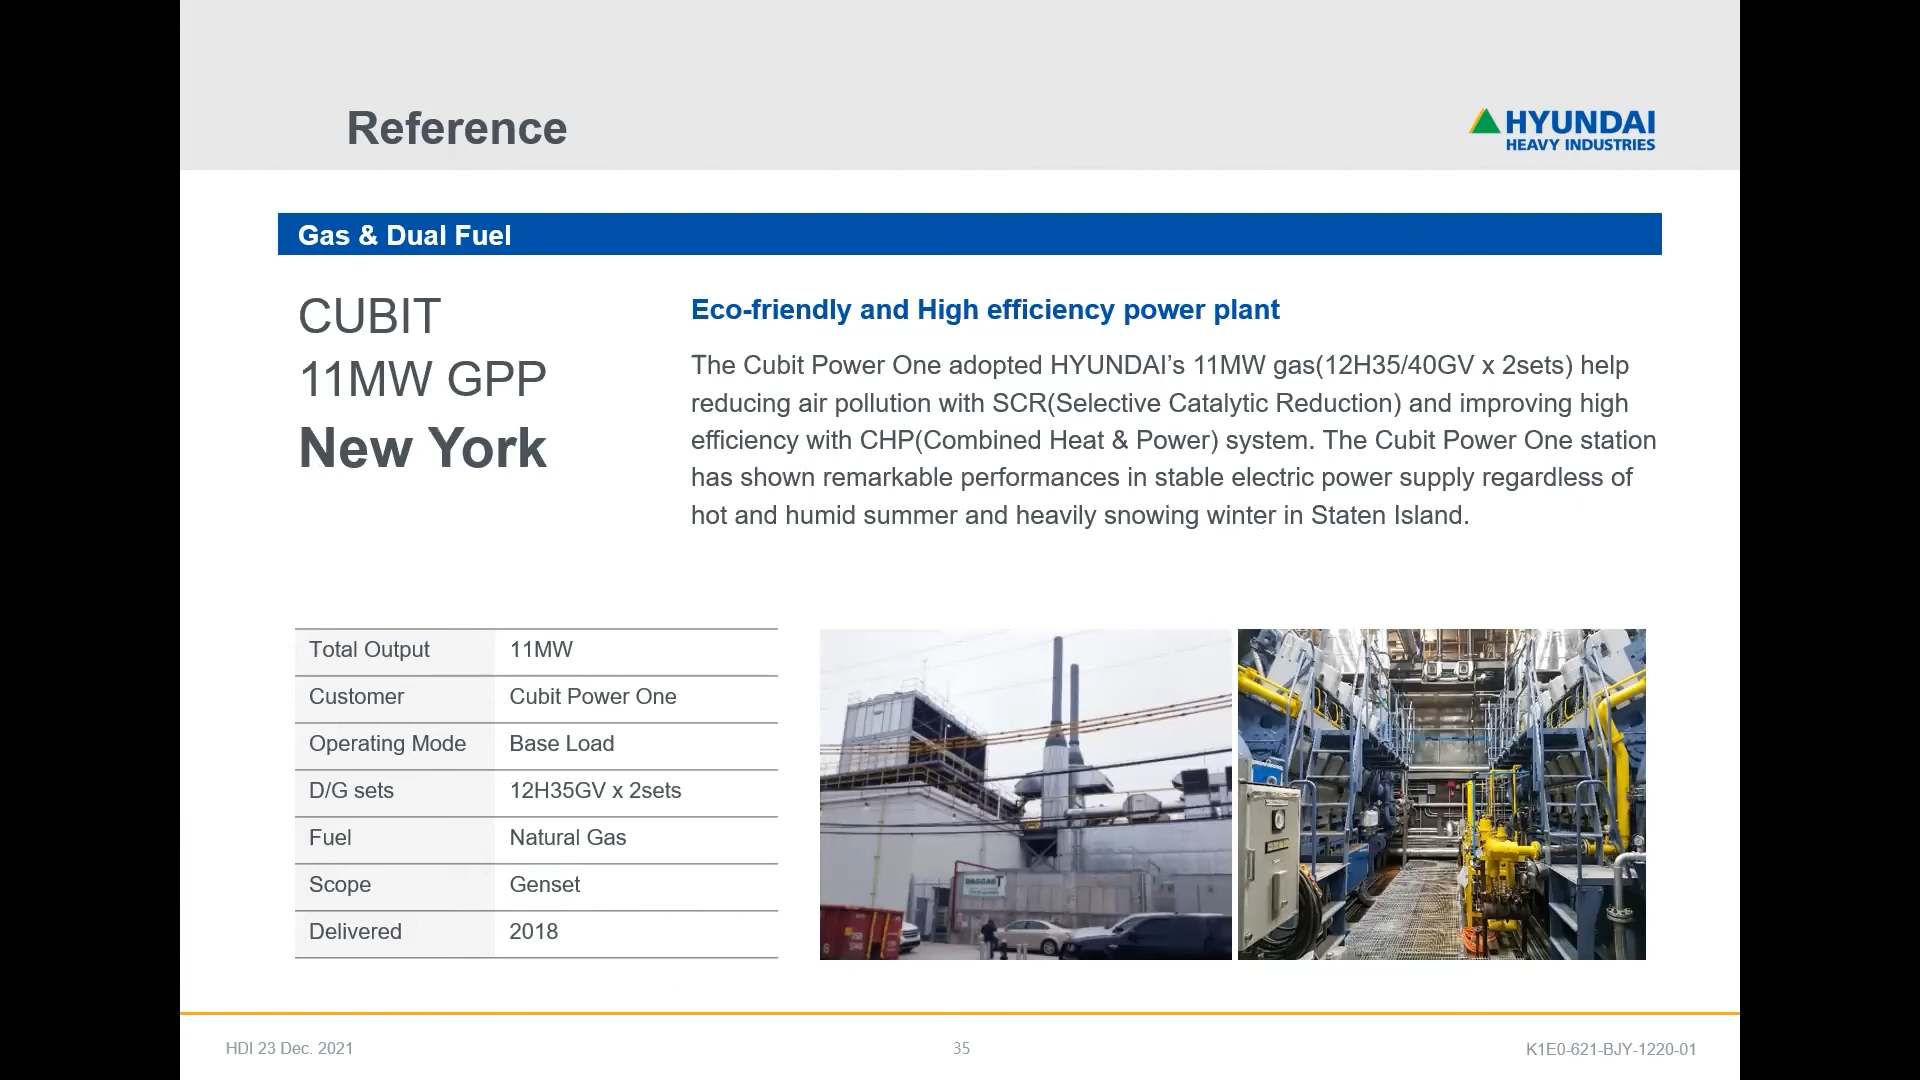 Reference
HYUNDAI
HEAVY INDUSTRIES
Gas & Dual Fuel
CUBIT
11MW GPP
New York
Eco-friendly and High efficiency power plant
The Cubit Power One adopted HYUNDAI’s 11MW gas(12H35/40GV x 2sets) help
reducing air pollution with SCR(Selective Catalytic Reduction) and improving high
efficiency with CHP(Combined Heat & Power) system. The Cubit Power One station
has shown remarkable performances in stable electric power supply regardless of
hot and humid summer and heavily snowing winter in Staten Island.
Total Output 11MW
Customer Cubit Power One
Operating Mode Base Load
D/G sets 12H35GV x 2sets
Fuel Natural Gas
Scope Genset
Delivered 2018
HDI 23 Dec. 2021
35
K1E0-621-BJY-1220-01